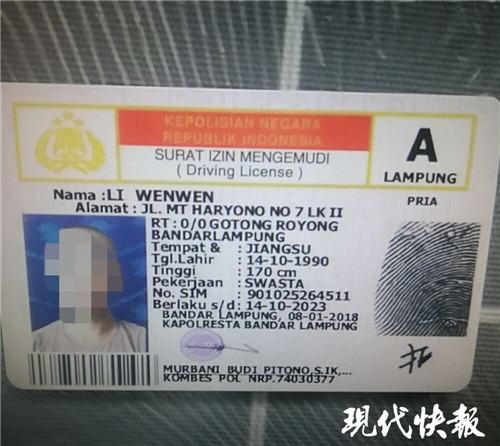 KEPOLISIAN NEGARA
REPUBLIK INDONESIA
SURAT IZIN MENGEMUDI
( Driving License )
A
LAMPUNG
PRIA
Nama : LI WENWEN
Alamat : JL. MT HARYONO NO 7 LK II
RT : 0/0 GOTONG ROYONG
BANDARLAMPUNG
Tempat & : JIANGSU
Tgl.Lahir : 14-10-1990
Tinggi : 170 cm
Pekerjaan : SWASTA
No. SIM : 901025264511
Berlaku s/d : 14-10-2023
BANDAR LAMPUNG, 08-01-2018
KAPOLRESTA BANDAR LAMPUNG
MURBANI BUDI PITONO,S.IK,...
KOMBES POL NRP.74030377
现代快報